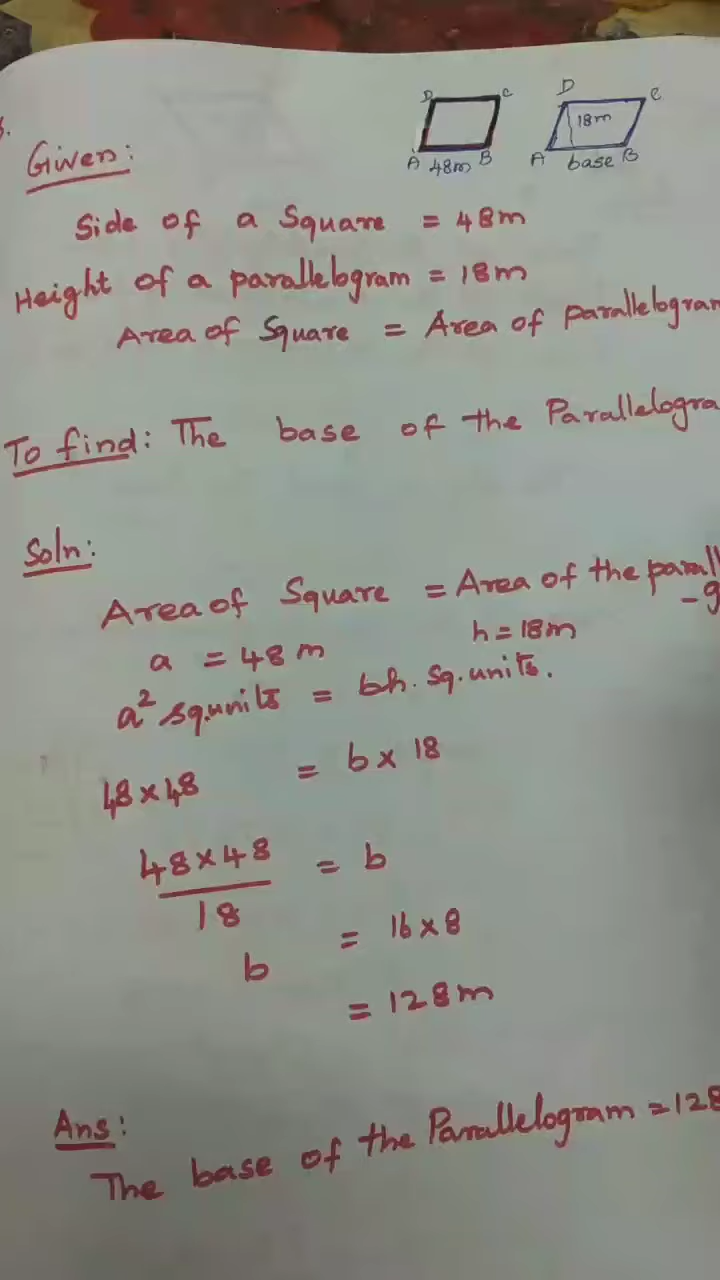 D C D C
18m
A 48m B A base B
Given:
Side of a Square = 48m
Height of a parallelogram = 18m
Area of Square = Area of parallelogram
To find: The base of the Parallelogra
Soln:
Area of Square = Area of the parall
-g
a = 48 m h = 18m
a² sq.units = bh. Sq.units.
48 x 48 = b x 18
48 x 48 = b
18
b = 16 x 8
= 128 m
Ans:
The base of the Parallelogram = 128